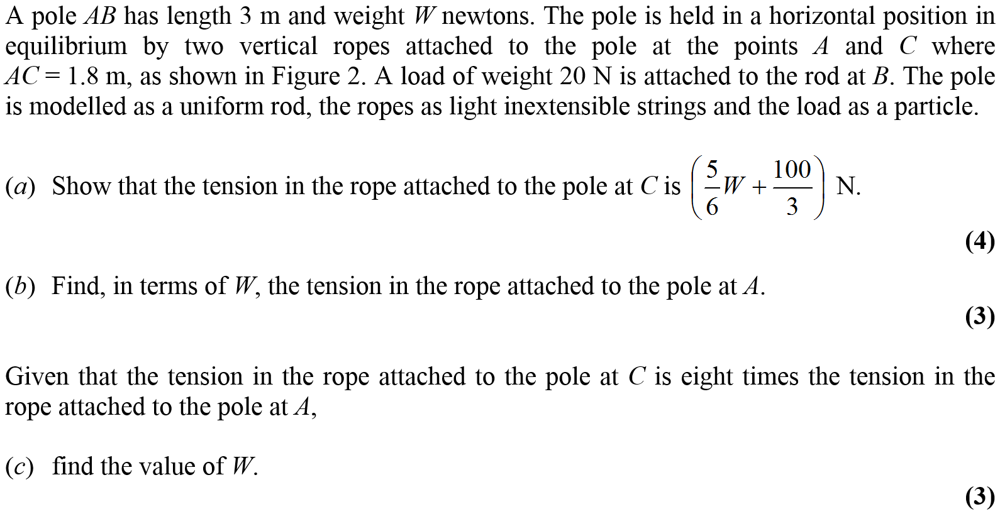 A pole AB has length 3 m and weight W newtons. The pole is held in a horizontal position in
equilibrium by two vertical ropes attached to the pole at the points A and C where
AC = 1.8 m, as shown in Figure 2. A load of weight 20 N is attached to the rod at B. The pole
is modelled as a uniform rod, the ropes as light inextensible strings and the load as a particle.
(a) Show that the tension in the rope attached to the pole at C is (5/6 W + 100/3) N.
(4)
(b) Find, in terms of W, the tension in the rope attached to the pole at A.
(3)
Given that the tension in the rope attached to the pole at C is eight times the tension in the
rope attached to the pole at A,
(c) find the value of W.
(3)